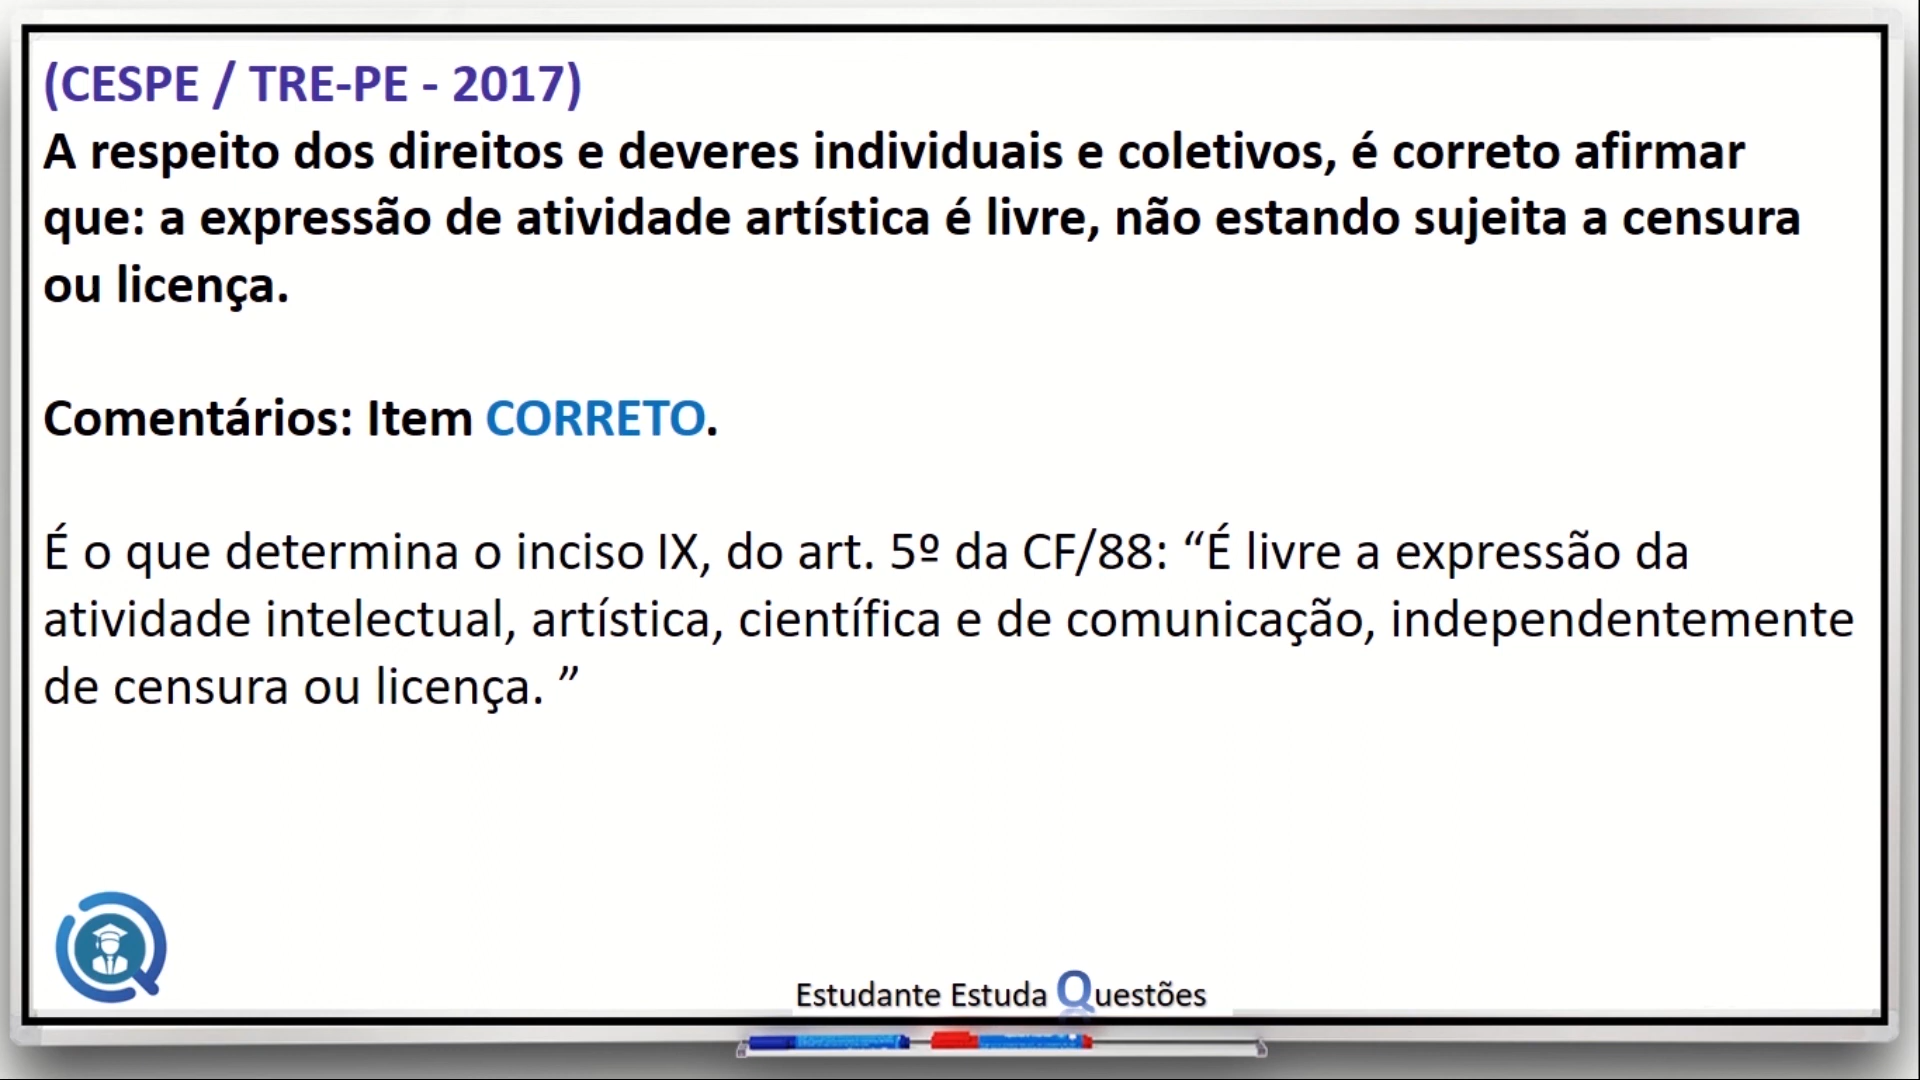 (CESPE / TRE-PE - 2017)
A respeito dos direitos e deveres individuais e coletivos, é correto afirmar
que: a expressão de atividade artística é livre, não estando sujeita a censura
ou licença.
Comentários: Item CORRETO.
É o que determina o inciso IX, do art. 5º da CF/88: “É livre a expressão da
atividade intelectual, artística, científica e de comunicação, independentemente
de censura ou licença. ”
Estudante Estuda Questões